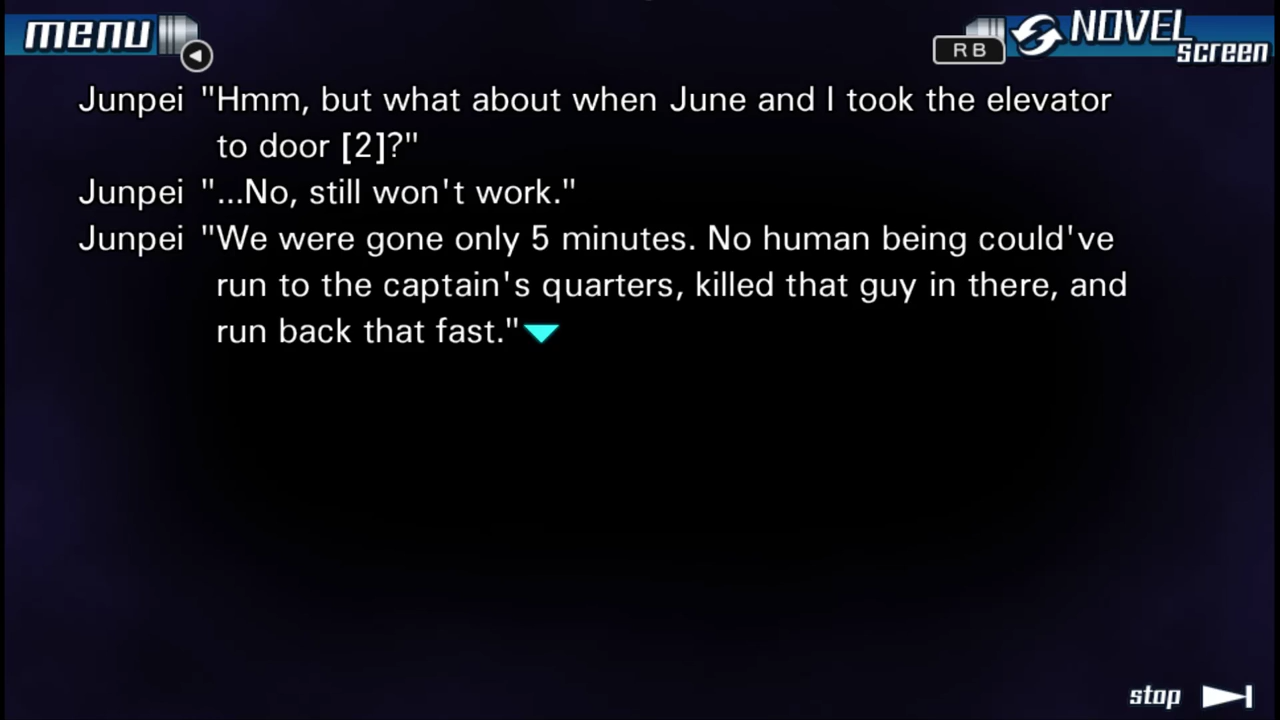 menu
RB
NOVEL
screen
Junpei "Hmm, but what about when June and I took the elevator
to door [2]?"
Junpei "...No, still won't work."
Junpei "We were gone only 5 minutes. No human being could've
run to the captain's quarters, killed that guy in there, and
run back that fast."
stop